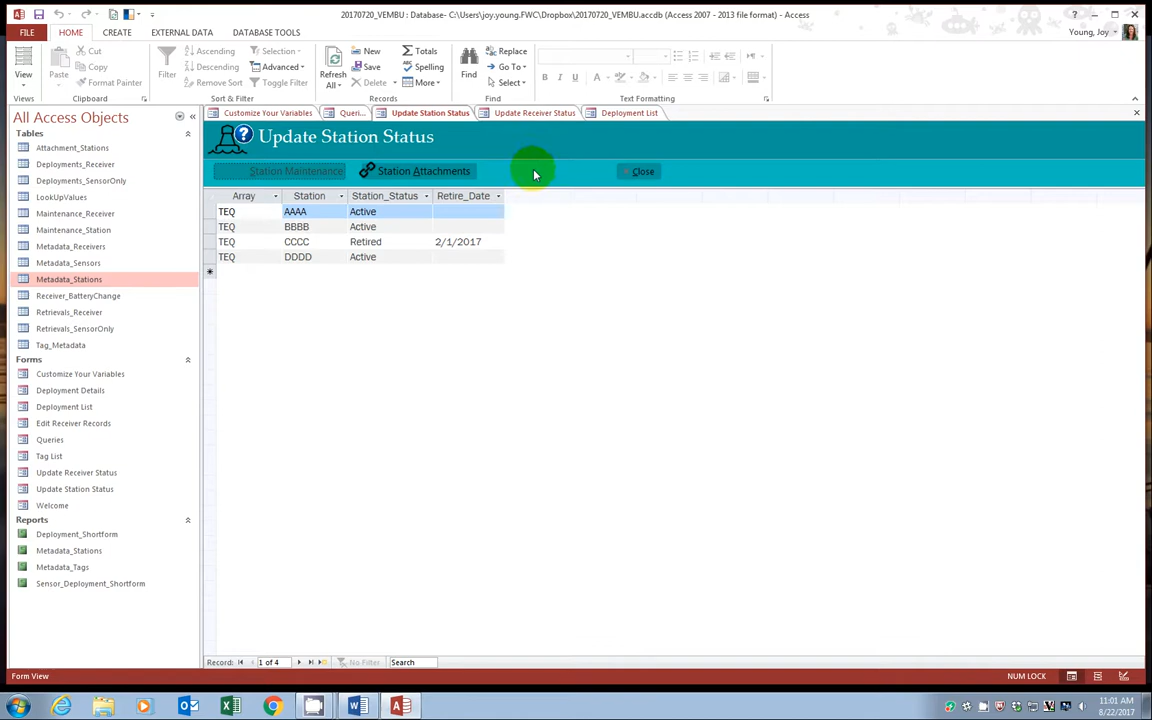 20170720_VEMBU : Database- C:\Users\joy.young.FWC\Dropbox\20170720_VEMBU.accdb (Access 2007 - 2013 file format) - Access
FILE HOME CREATE EXTERNAL DATA DATABASE TOOLS
Young, Joy
View
Views
Paste
Cut
Copy
Format Painter
Clipboard
Filter
Ascending
Descending
Remove Sort
Selection
Advanced
Toggle Filter
Sort & Filter
Refresh
All
New
Save
Delete
Totals
Spelling
More
Records
Find
Replace
Go To
Select
Find
B I U
A
Text Formatting
All Access Objects
Tables
Attachment_Stations
Deployments_Receiver
Deployments_SensorOnly
LookUpValues
Maintenance_Receiver
Maintenance_Station
Metadata_Receivers
Metadata_Sensors
Metadata_Stations
Receiver_BatteryChange
Retrievals_Receiver
Retrievals_SensorOnly
Tag_Metadata
Forms
Customize Your Variables
Deployment Details
Deployment List
Edit Receiver Records
Queries
Tag List
Update Receiver Status
Update Station Status
Welcome
Reports
Deployment_Shortform
Metadata_Stations
Metadata_Tags
Sensor_Deployment_Shortform
Customize Your Variables Queri... Update Station Status Update Receiver Status Deployment List
Update Station Status
Station Maintenance Station Attachments Close
Array Station Station_Status Retire_Date
TEQ AAAA Active
TEQ BBBB Active
TEQ CCCC Retired 2/1/2017
TEQ DDDD Active
Record: 1 of 4 No Filter Search
Form View
NUM LOCK
11:01 AM
8/22/2017